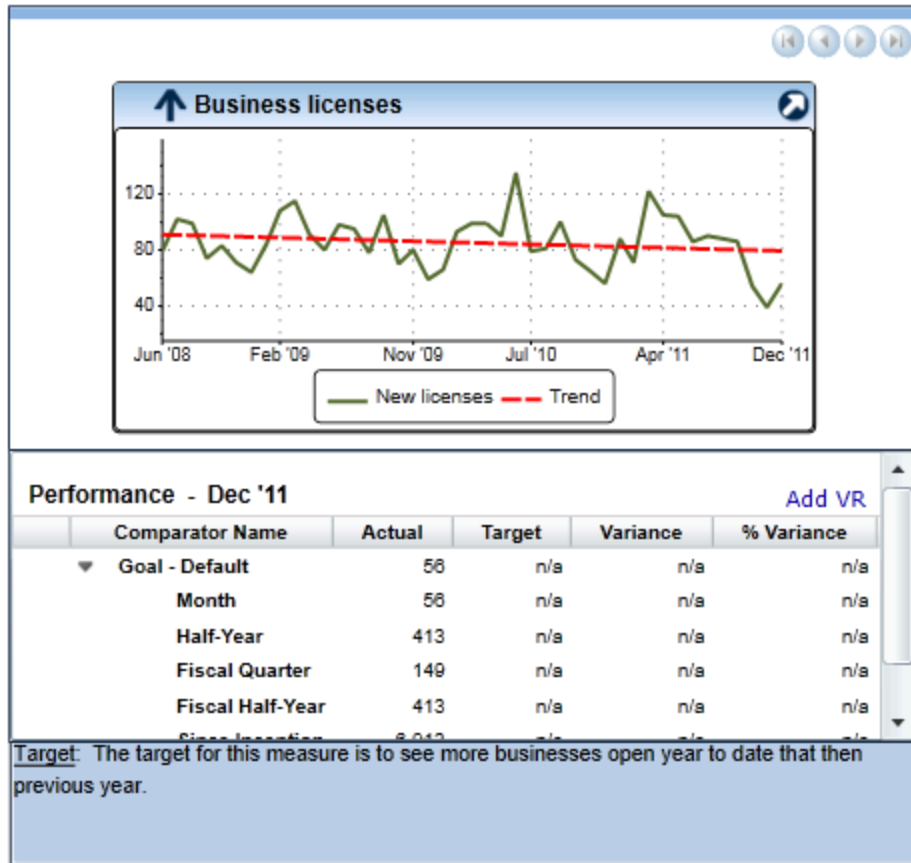 Business licenses
120
80
40
Jun '08 Feb '09 Nov '09 Jul '10 Apr '11 Dec '11
New licenses Trend
Performance - Dec '11
Add VR
Comparator Name Actual Target Variance % Variance
Goal - Default 56 n/a n/a n/a
Month 56 n/a n/a n/a
Half-Year 413 n/a n/a n/a
Fiscal Quarter 149 n/a n/a n/a
Fiscal Half-Year 413 n/a n/a n/a
Since Inception
Target: The target for this measure is to see more businesses open year to date that then
previous year.